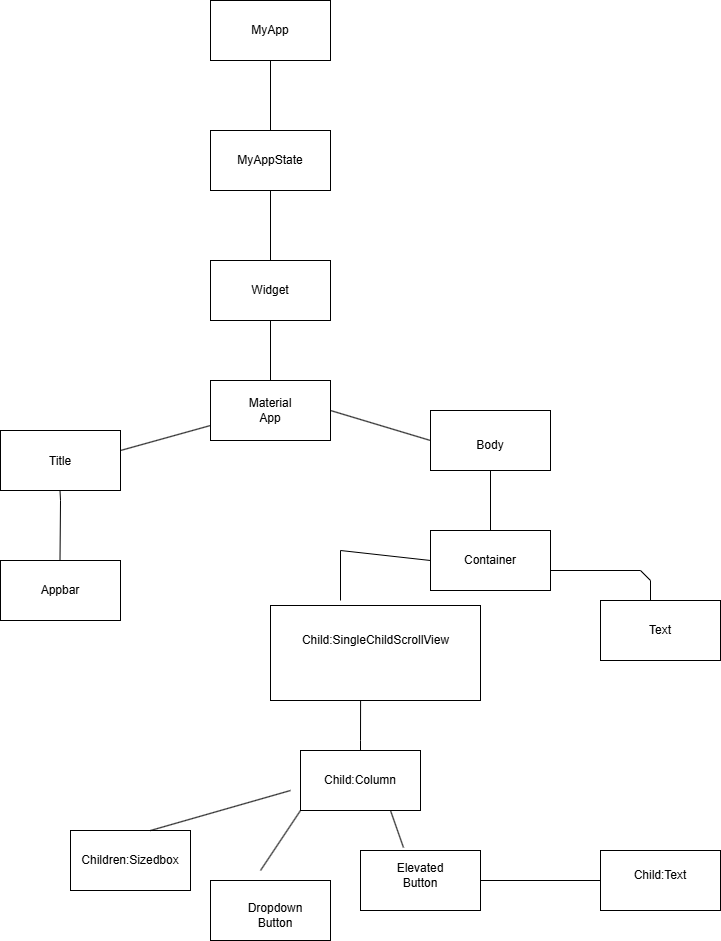 MyApp
MyAppState
Widget
Material
App
Title
Body
Appbar
Container
Child:SingleChildScrollView
Text
Child:Column
Children:Sizedbox
Dropdown
Button
Elevated
Button
Child:Text